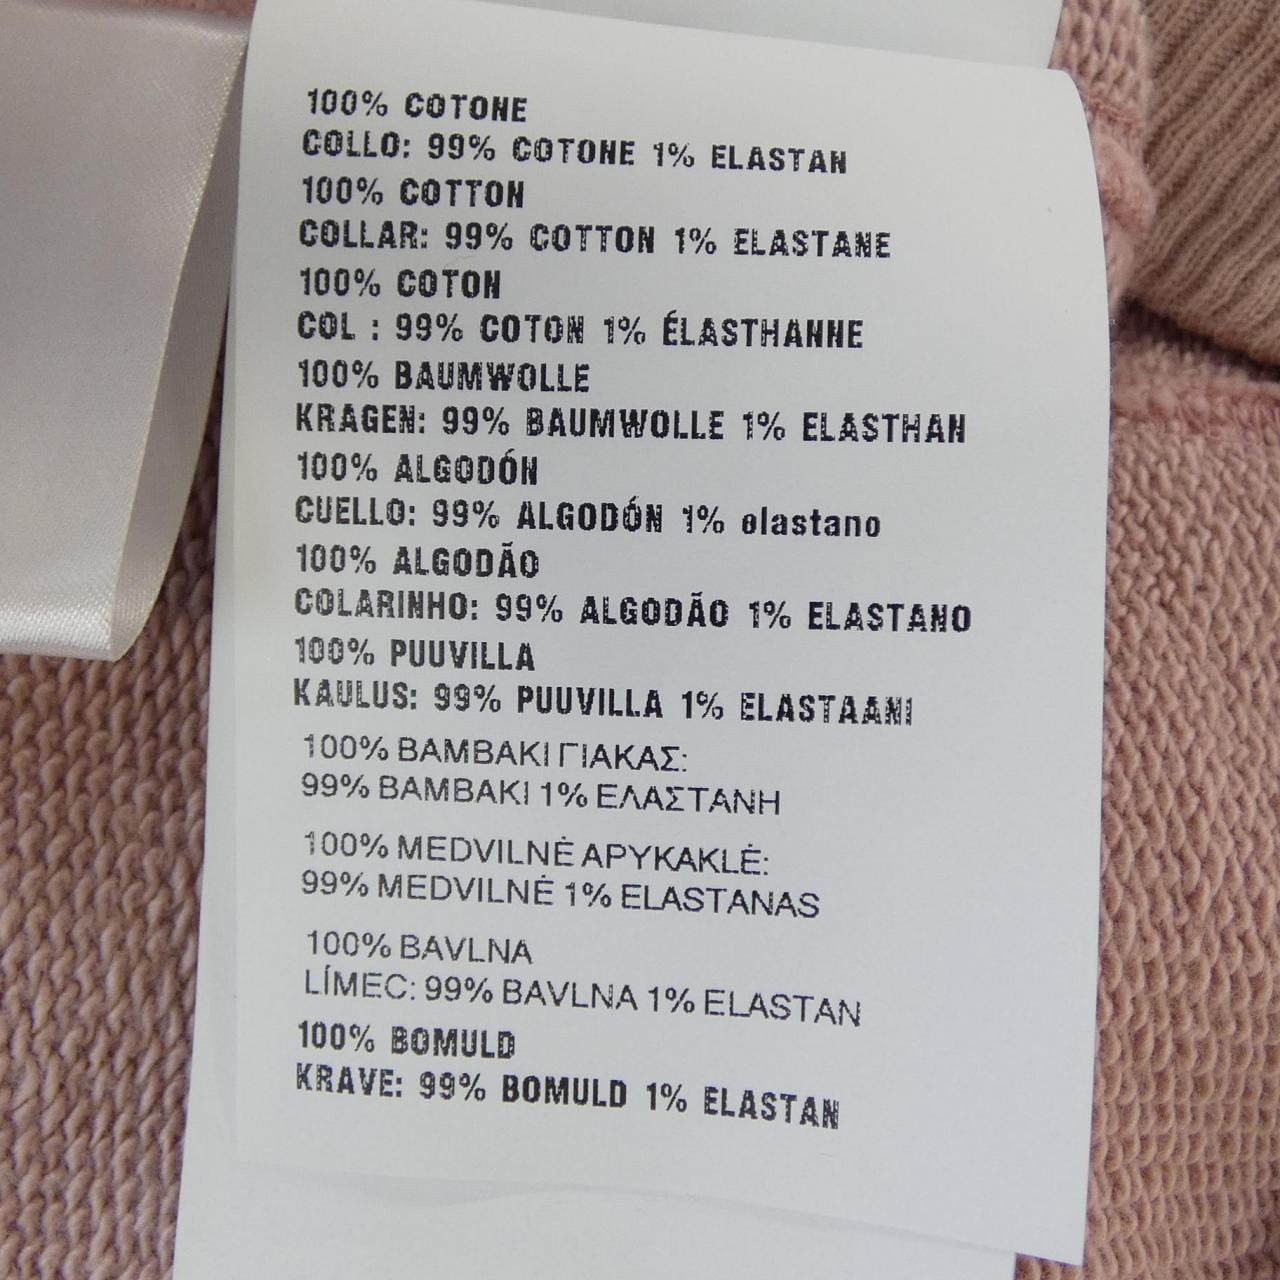 100% COTONE
COLLO: 99% COTONE 1% ELASTAN
100% COTTON
COLLAR: 99% COTTON 1% ELASTANE
100% COTON
COL : 99% COTON 1% ÉLASTHANNE
100% BAUMWOLLE
KRAGEN: 99% BAUMWOLLE 1% ELASTHAN
100% ALGODÓN
CUELLO: 99% ALGODÓN 1% elastano
100% ALGODÃO
COLARINHO: 99% ALGODÃO 1% ELASTANO
100% PUUVILLA
KAULUS: 99% PUUVILLA 1% ELASTAANI
100% ΒΑΜΒΑΚΙ ΓΙΑΚΑΣ:
99% ΒΑΜΒΑΚΙ 1% ΕΛΑΣΤΑΝΗ
100% MEDVILNĖ APYKAKLĖ:
99% MEDVILNĖ 1% ELASTANAS
100% BAVLNA
LÍMEC: 99% BAVLNA 1% ELASTAN
100% BOMULD
KRAVE: 99% BOMULD 1% ELASTAN